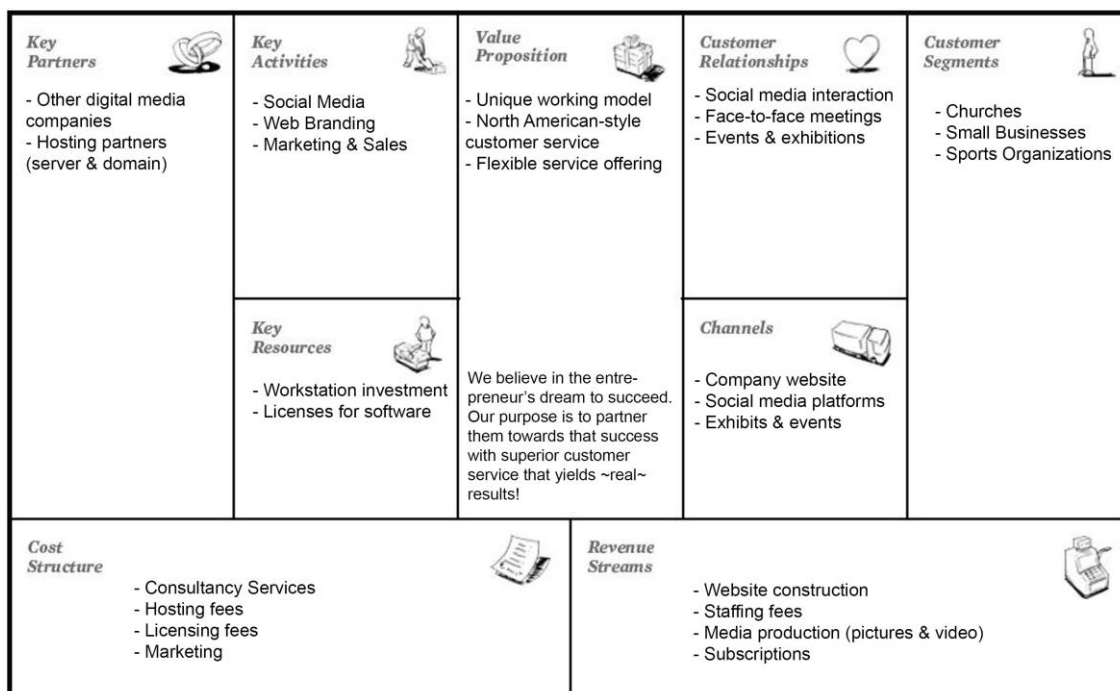 Key
Partners
- Other digital media
companies
- Hosting partners
(server & domain)
Key
Activities
- Social Media
- Web Branding
- Marketing & Sales
Key
Resources
- Workstation investment
- Licenses for software
Value
Proposition
- Unique working model
- North American-style
customer service
- Flexible service offering
We believe in the entre-
preneur's dream to succeed.
Our purpose is to partner
them towards that success
with superior customer
service that yields ~real~
results!
Customer
Relationships
- Social media interaction
- Face-to-face meetings
- Events & exhibitions
Channels
- Company website
- Social media platforms
- Exhibits & events
Customer
Segments
- Churches
- Small Businesses
- Sports Organizations
Cost
Structure
- Consultancy Services
- Hosting fees
- Licensing fees
- Marketing
Revenue
Streams
- Website construction
- Staffing fees
- Media production (pictures & video)
- Subscriptions